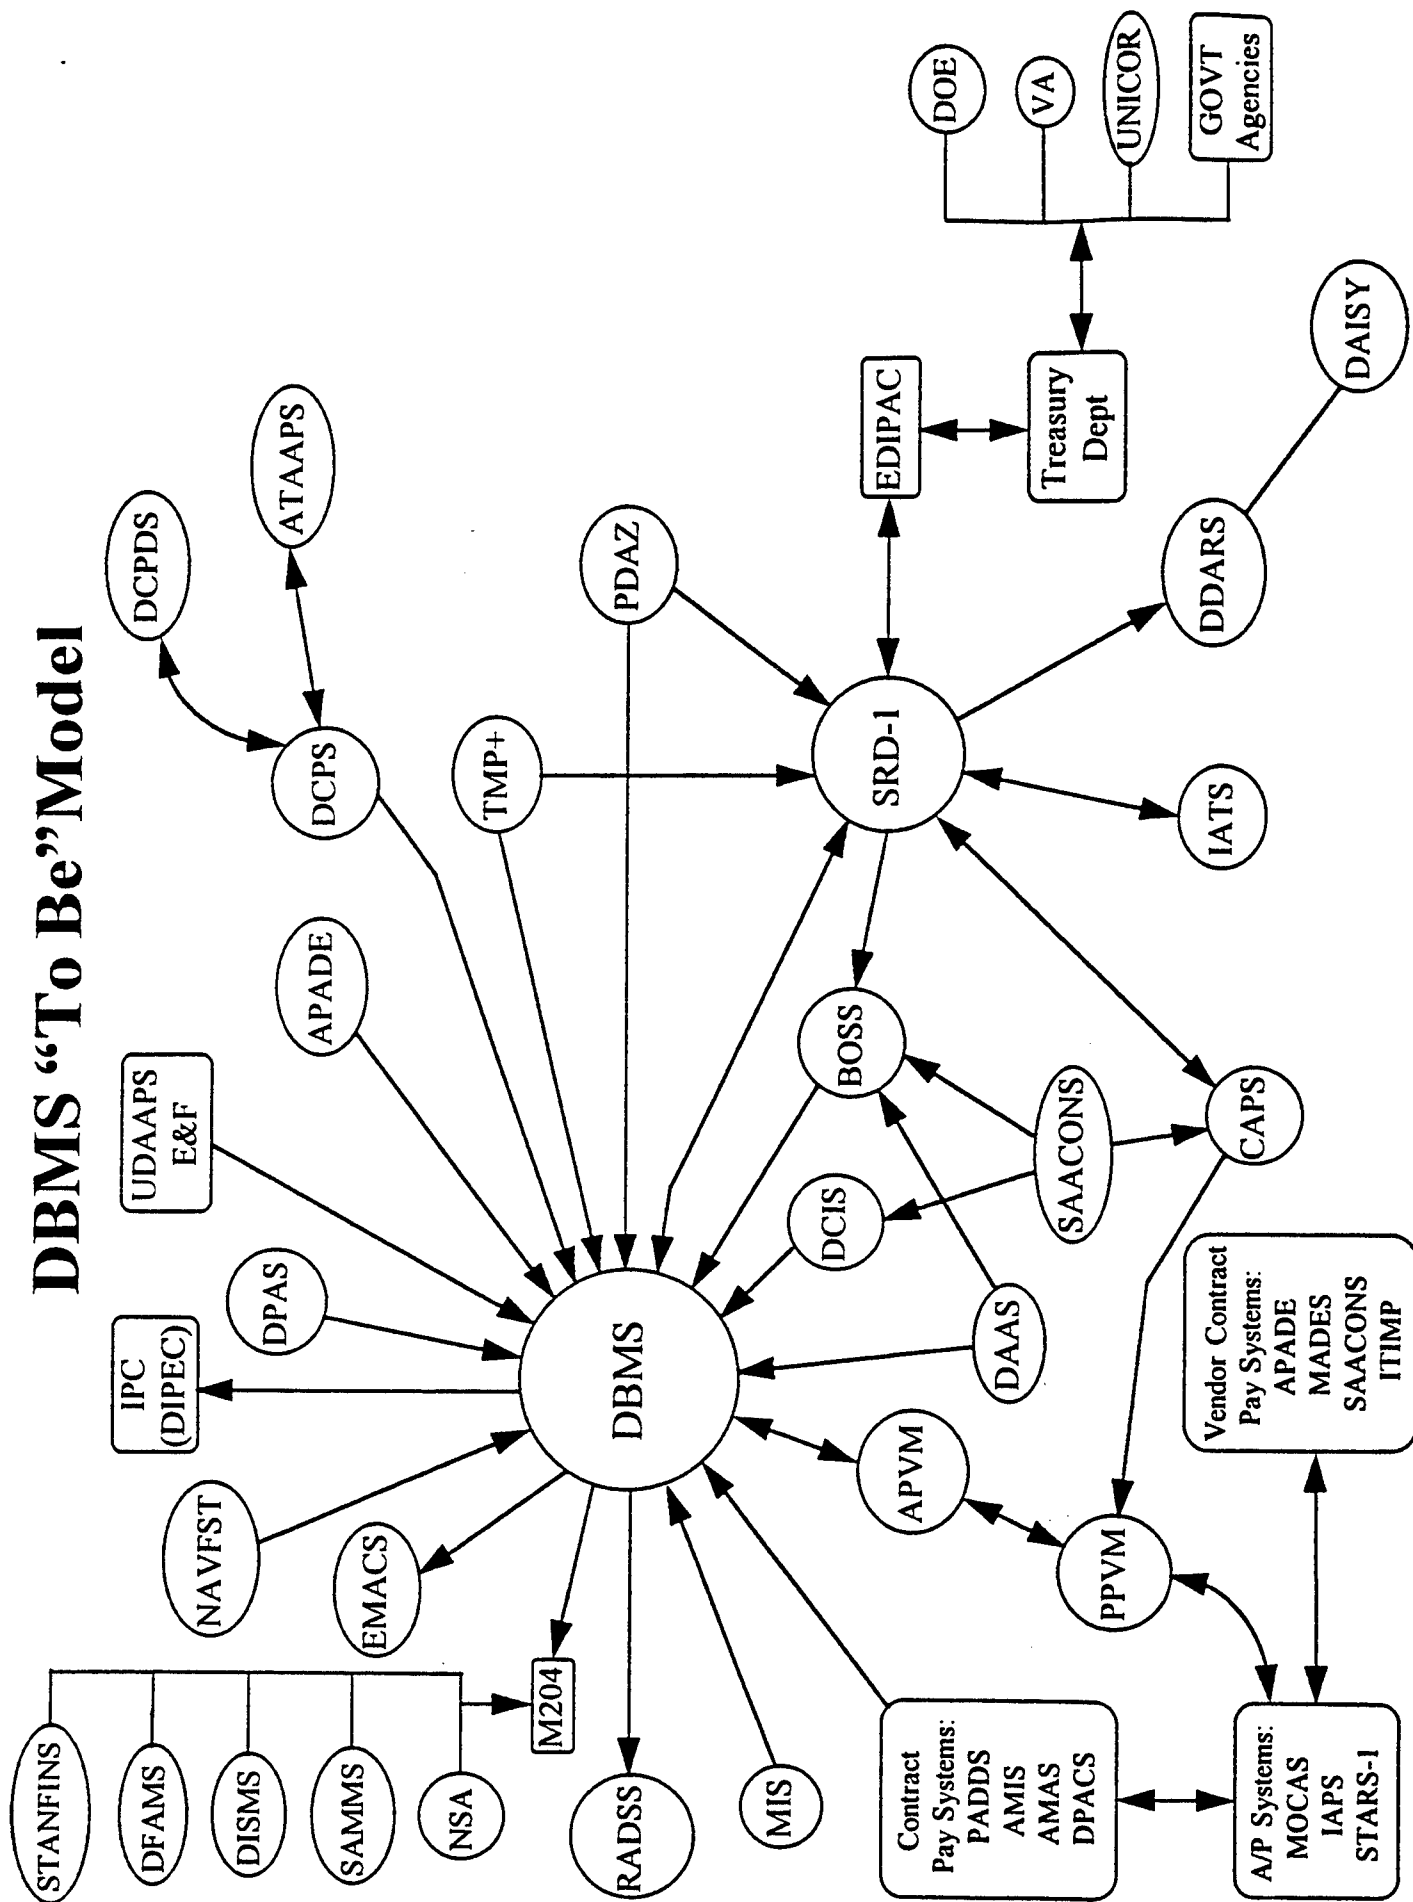 DBMS “To Be”Model
STANFINS
DFAMS
DISMS
SAMMS
NSA
M204
RADSS
MIS
NAVFST
EMACS
IPC
(DIPEC)
DPAS
UDAAPS
E&F
APADE
DCPS
DCPDS
ATAAPS
TMP+
PDAZ
DBMS
SRD-1
EDIPAC
Treasury
Dept
DOE
VA
UNICOR
GOVT
Agencies
DDARS
DAISY
IATS
BOSS
DCIS
SAACONS
DAAS
CAPS
APVM
PPVM
Contract
Pay Systems:
PADDS
AMIS
AMAS
DPACS
A/P Systems:
MOCAS
IAPS
STARS-1
Vendor Contract
Pay Systems:
APADE
MADES
SAACONS
ITIMP